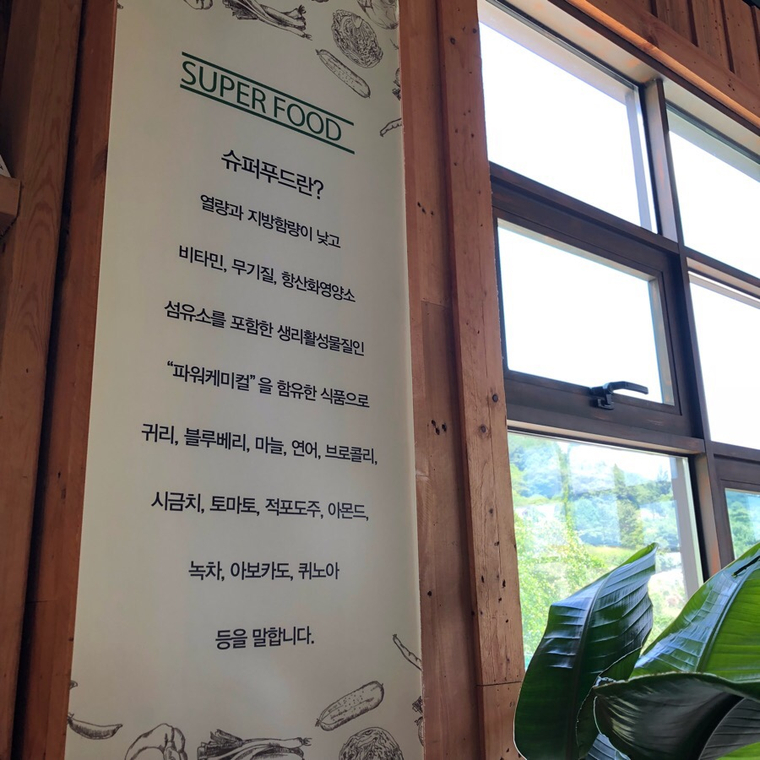 SUPER FOOD
슈퍼푸드란?
열량과 지방함량이 낮고
비타민, 무기질, 항산화영양소
섬유소를 포함한 생리활성물질인
“파워케미컬” 을 함유한 식품으로
귀리, 블루베리, 마늘, 연어, 브로콜리,
시금치, 토마토, 적포도주, 아몬드,
녹차, 아보카도, 퀴노아
등을 말합니다.